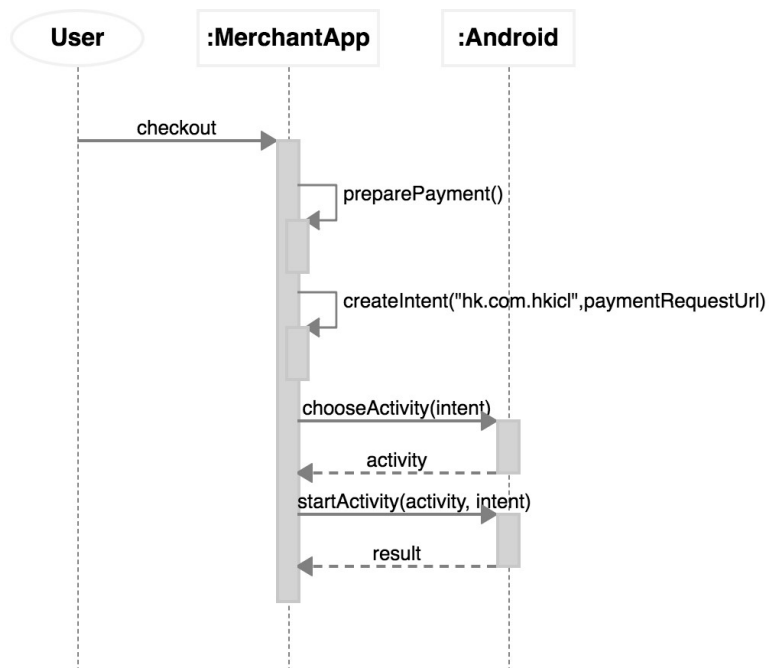 User
:MerchantApp
:Android
checkout
preparePayment()
createIntent("hk.com.hkicl",paymentRequestUrl)
chooseActivity(intent)
activity
startActivity(activity, intent)
result